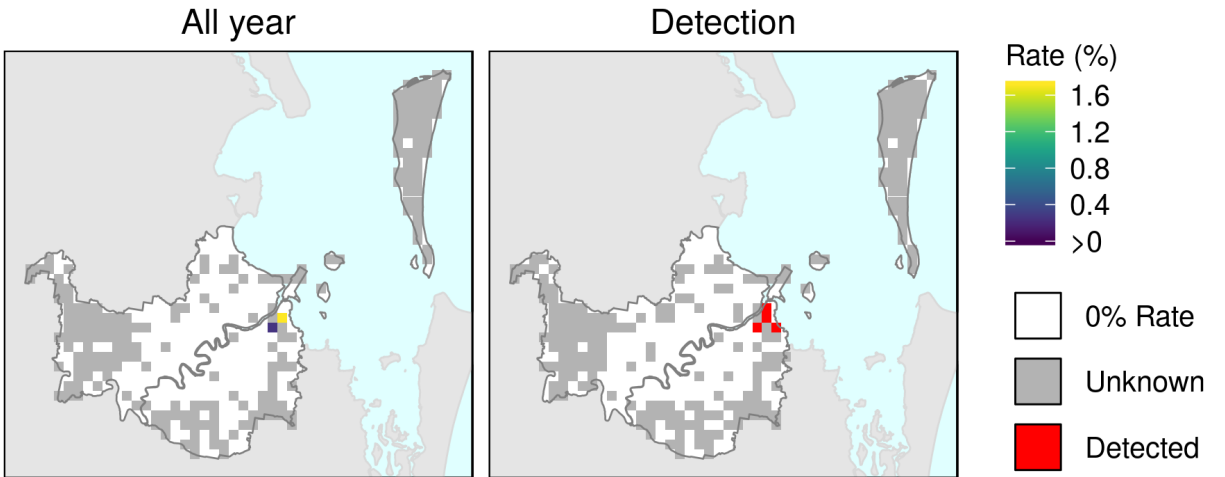 All year
Detection
Rate (%)
1.6
1.2
0.8
0.4
>0
0% Rate
Unknown
Detected